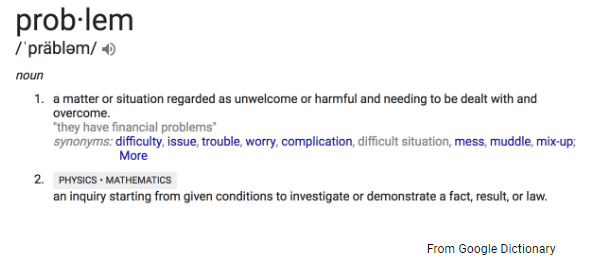 prob·lem
/ˈpräbləm/
noun
1. a matter or situation regarded as unwelcome or harmful and needing to be dealt with and
overcome.
"they have financial problems"
synonyms: difficulty, issue, trouble, worry, complication, difficult situation, mess, muddle, mix-up;
More
2. PHYSICS • MATHEMATICS
an inquiry starting from given conditions to investigate or demonstrate a fact, result, or law.
From Google Dictionary